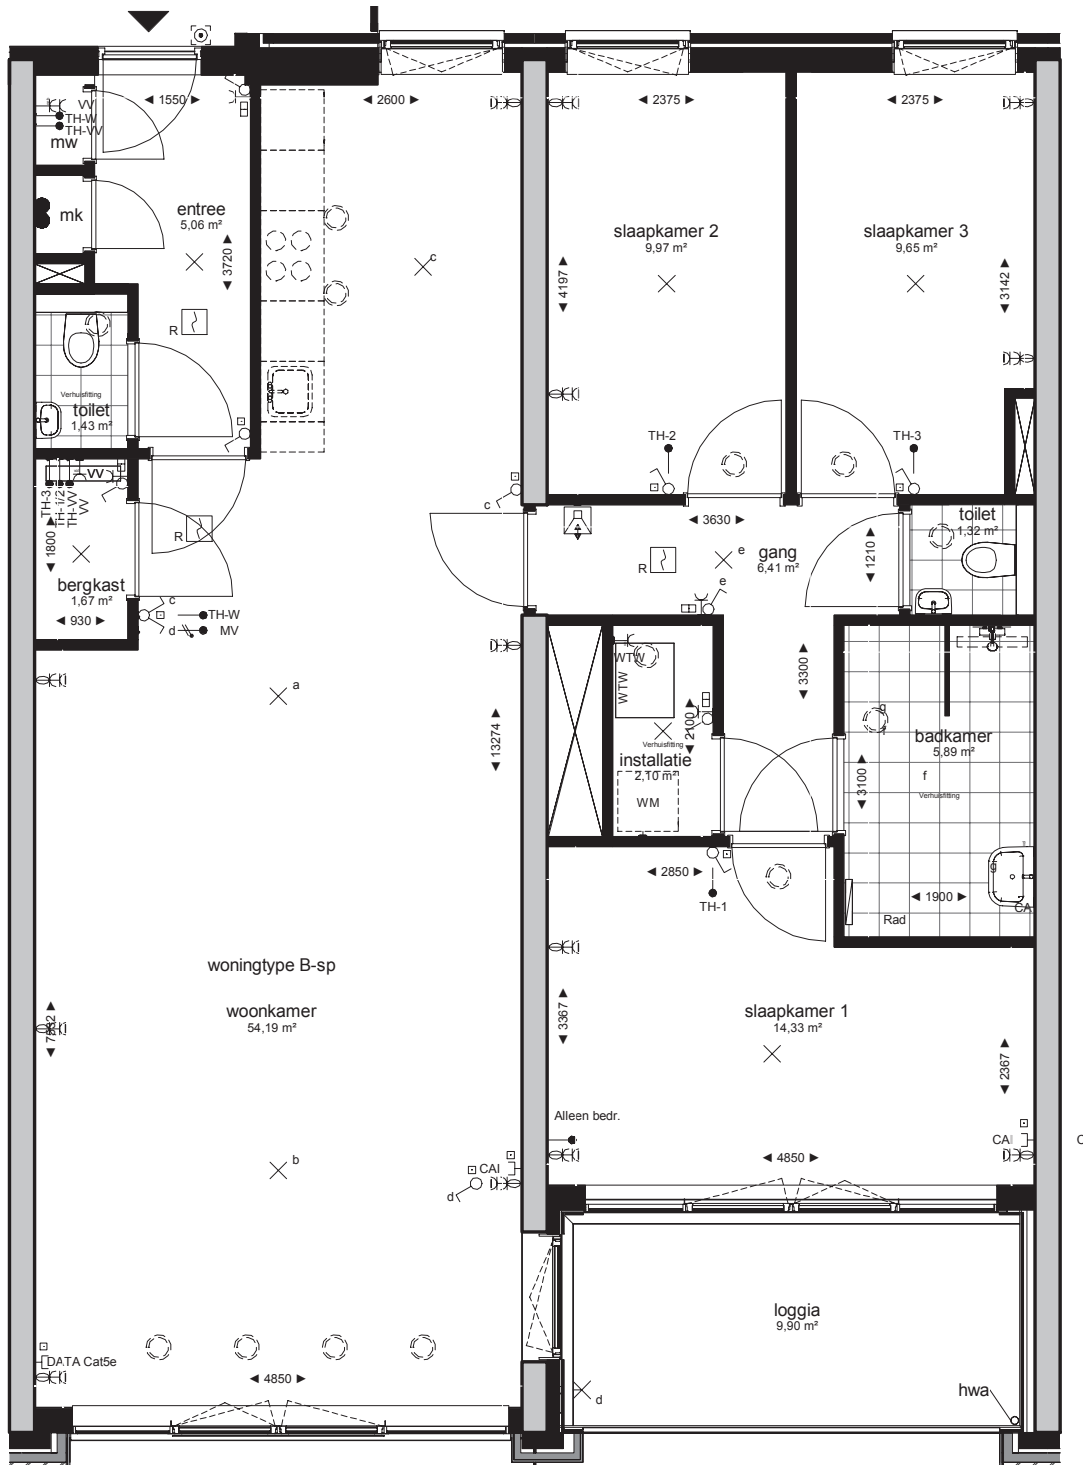 VV
TH-W
TH-VV
mw
1550
2600
2375
2375
mk
entree
5,06 m²
3720
c
slaapkamer 2
9,97 m²
4197
slaapkamer 3
9,65 m²
3142
R
Verhuisfitting
toilet
1,43 m²
TH-2
TH-3
VV
TH-3
TH-1/2
TH-VV
VV
1800
bergkast
1,67 m²
930
R
c
d
TH-W
MV
c
3630
R
e
e
gang
6,41 m²
1210
toilet
1,32 m²
3300
WTW
WTW
2100
Verhuisfitting
installatie
2,10 m²
WM
badkamer
5,89 m²
f
Verhuisfitting
3100
1900
CA
Rad
a
13274
2850
TH-1
woningtype B-sp
woonkamer
54,19 m²
slaapkamer 1
14,33 m²
3367
2367
Alleen bedr.
CAI
C
4850
b
CAI
d
loggia
9,90 m²
DATA Cat5e
4850
d
hwa